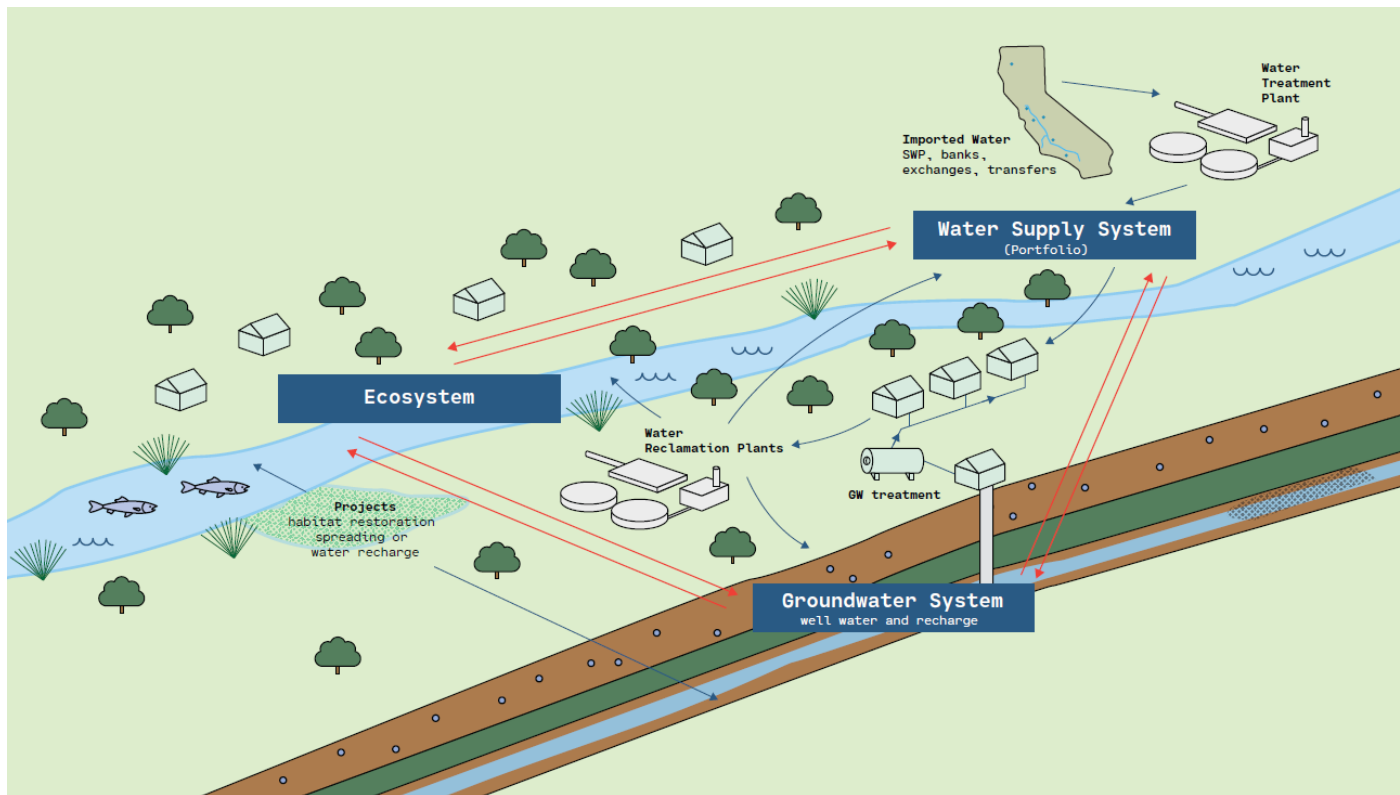 Water
Treatment
Plant
Imported Water
SWP, banks,
exchanges, transfers
Water Supply System
(Portfolio)
Ecosystem
Water
Reclamation Plants
GW treatment
Projects
habitat restoration
spreading or
water recharge
Groundwater System
well water and recharge